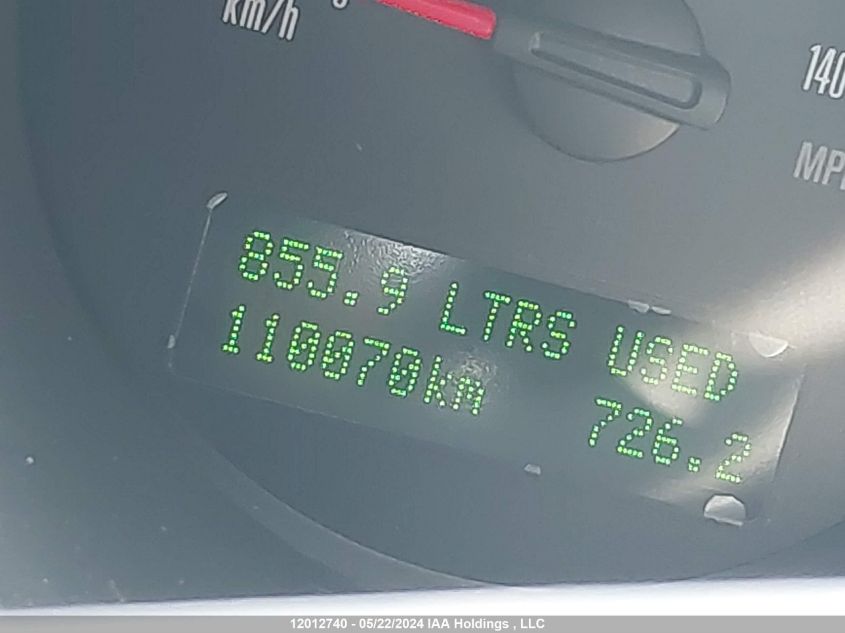 km/h
140
MP
855.9 LTRS USED
110070km 726.2
12012740 - 05/22/2024 IAA Holdings , LLC